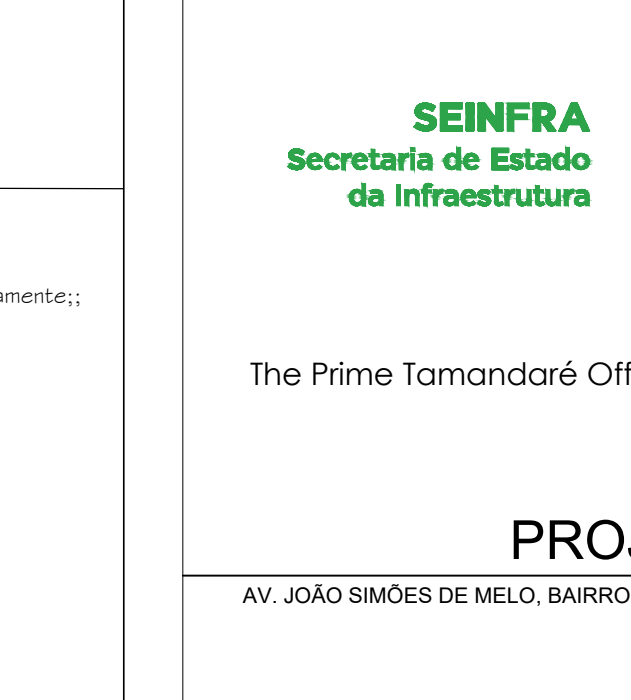 SEINFRA
Secretaria de Estado
da Infraestrutura
amente;;
The Prime Tamandaré Off
PROJ
AV. JOÃO SIMÕES DE MELO, BAIRRO